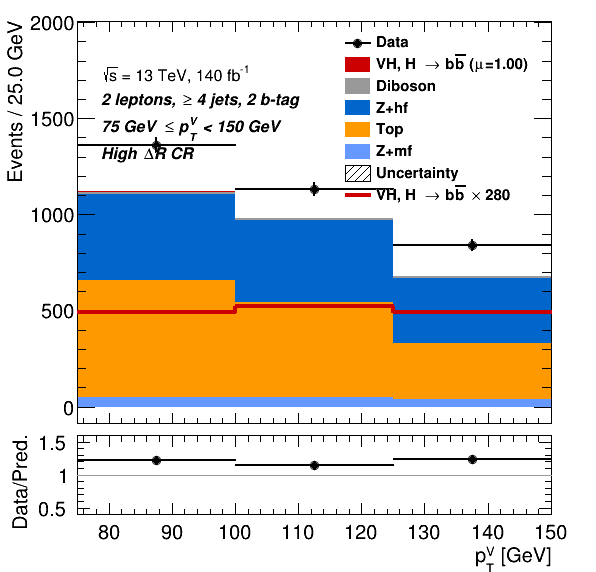 2000
1500
1000
500
0
Events / 25.0 GeV
√s = 13 TeV, 140 fb⁻¹
2 leptons, ≥ 4 jets, 2 b-tag
75 GeV ≤ p_T^V < 150 GeV
High ΔR CR
Data
VH, H → bb̅ (μ=1.00)
Diboson
Z+hf
Top
Z+mf
Uncertainty
VH, H → bb̅ × 280
1.5
1
0.5
Data/Pred.
80 90 100 110 120 130 140 150
p_T^V [GeV]